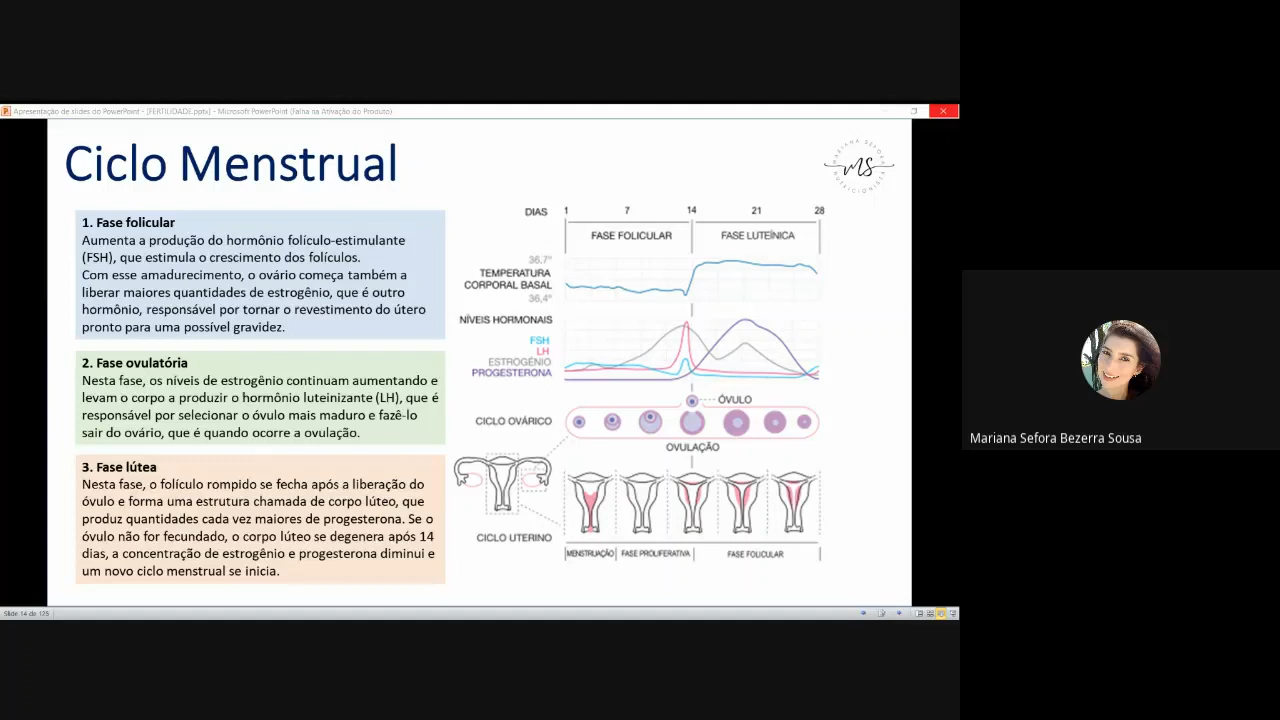 Apresentação de slides do PowerPoint - [FERTILIDADE.pptx] - Microsoft PowerPoint (Falha na Ativação do Produto)
Ciclo Menstrual
MARIANA SEFORA
MS
NUTRICIONISTA
1. Fase folicular
Aumenta a produção do hormônio folículo-estimulante
(FSH), que estimula o crescimento dos folículos.
Com esse amadurecimento, o ovário começa também a
liberar maiores quantidades de estrogênio, que é outro
hormônio, responsável por tornar o revestimento do útero
pronto para uma possível gravidez.
2. Fase ovulatória
Nesta fase, os níveis de estrogênio continuam aumentando e
levam o corpo a produzir o hormônio luteinizante (LH), que é
responsável por selecionar o óvulo mais maduro e fazê-lo
sair do ovário, que é quando ocorre a ovulação.
3. Fase lútea
Nesta fase, o folículo rompido se fecha após a liberação do
óvulo e forma uma estrutura chamada de corpo lúteo, que
produz quantidades cada vez maiores de progesterona. Se o
óvulo não for fecundado, o corpo lúteo se degenera após 14
dias, a concentração de estrogênio e progesterona diminui e
um novo ciclo menstrual se inicia.
DIAS 1 7 14 21 28
FASE FOLICULAR FASE LUTEÍNICA
36,7º
TEMPERATURA
CORPORAL BASAL
36,4º
NÍVEIS HORMONAIS
FSH
LH
ESTROGÉNIO
PROGESTERONA
ÓVULO
CICLO OVÁRICO
OVULAÇÃO
CICLO UTERINO
MENSTRUAÇÃO FASE PROLIFERATIVA FASE FOLICULAR
Slide 14 de 125
Mariana Sefora Bezerra Sousa